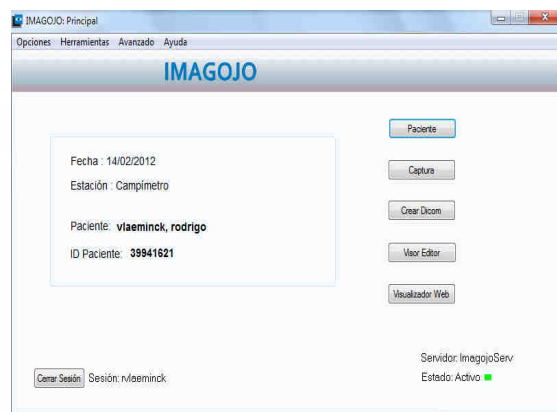 IMAGOJO: Principal
Opciones Herramientas Avanzado Ayuda
IMAGOJO
Fecha : 14/02/2012
Estación : Campímetro
Paciente: vlaeminck, rodrigo
ID Paciente: 39941621
Paciente
Captura
Crear Dicom
Visor Editor
Visualizador Web
Servidor: ImagojoServ
Estado: Activo
Cerrar Sesión Sesión: rvlaeminck